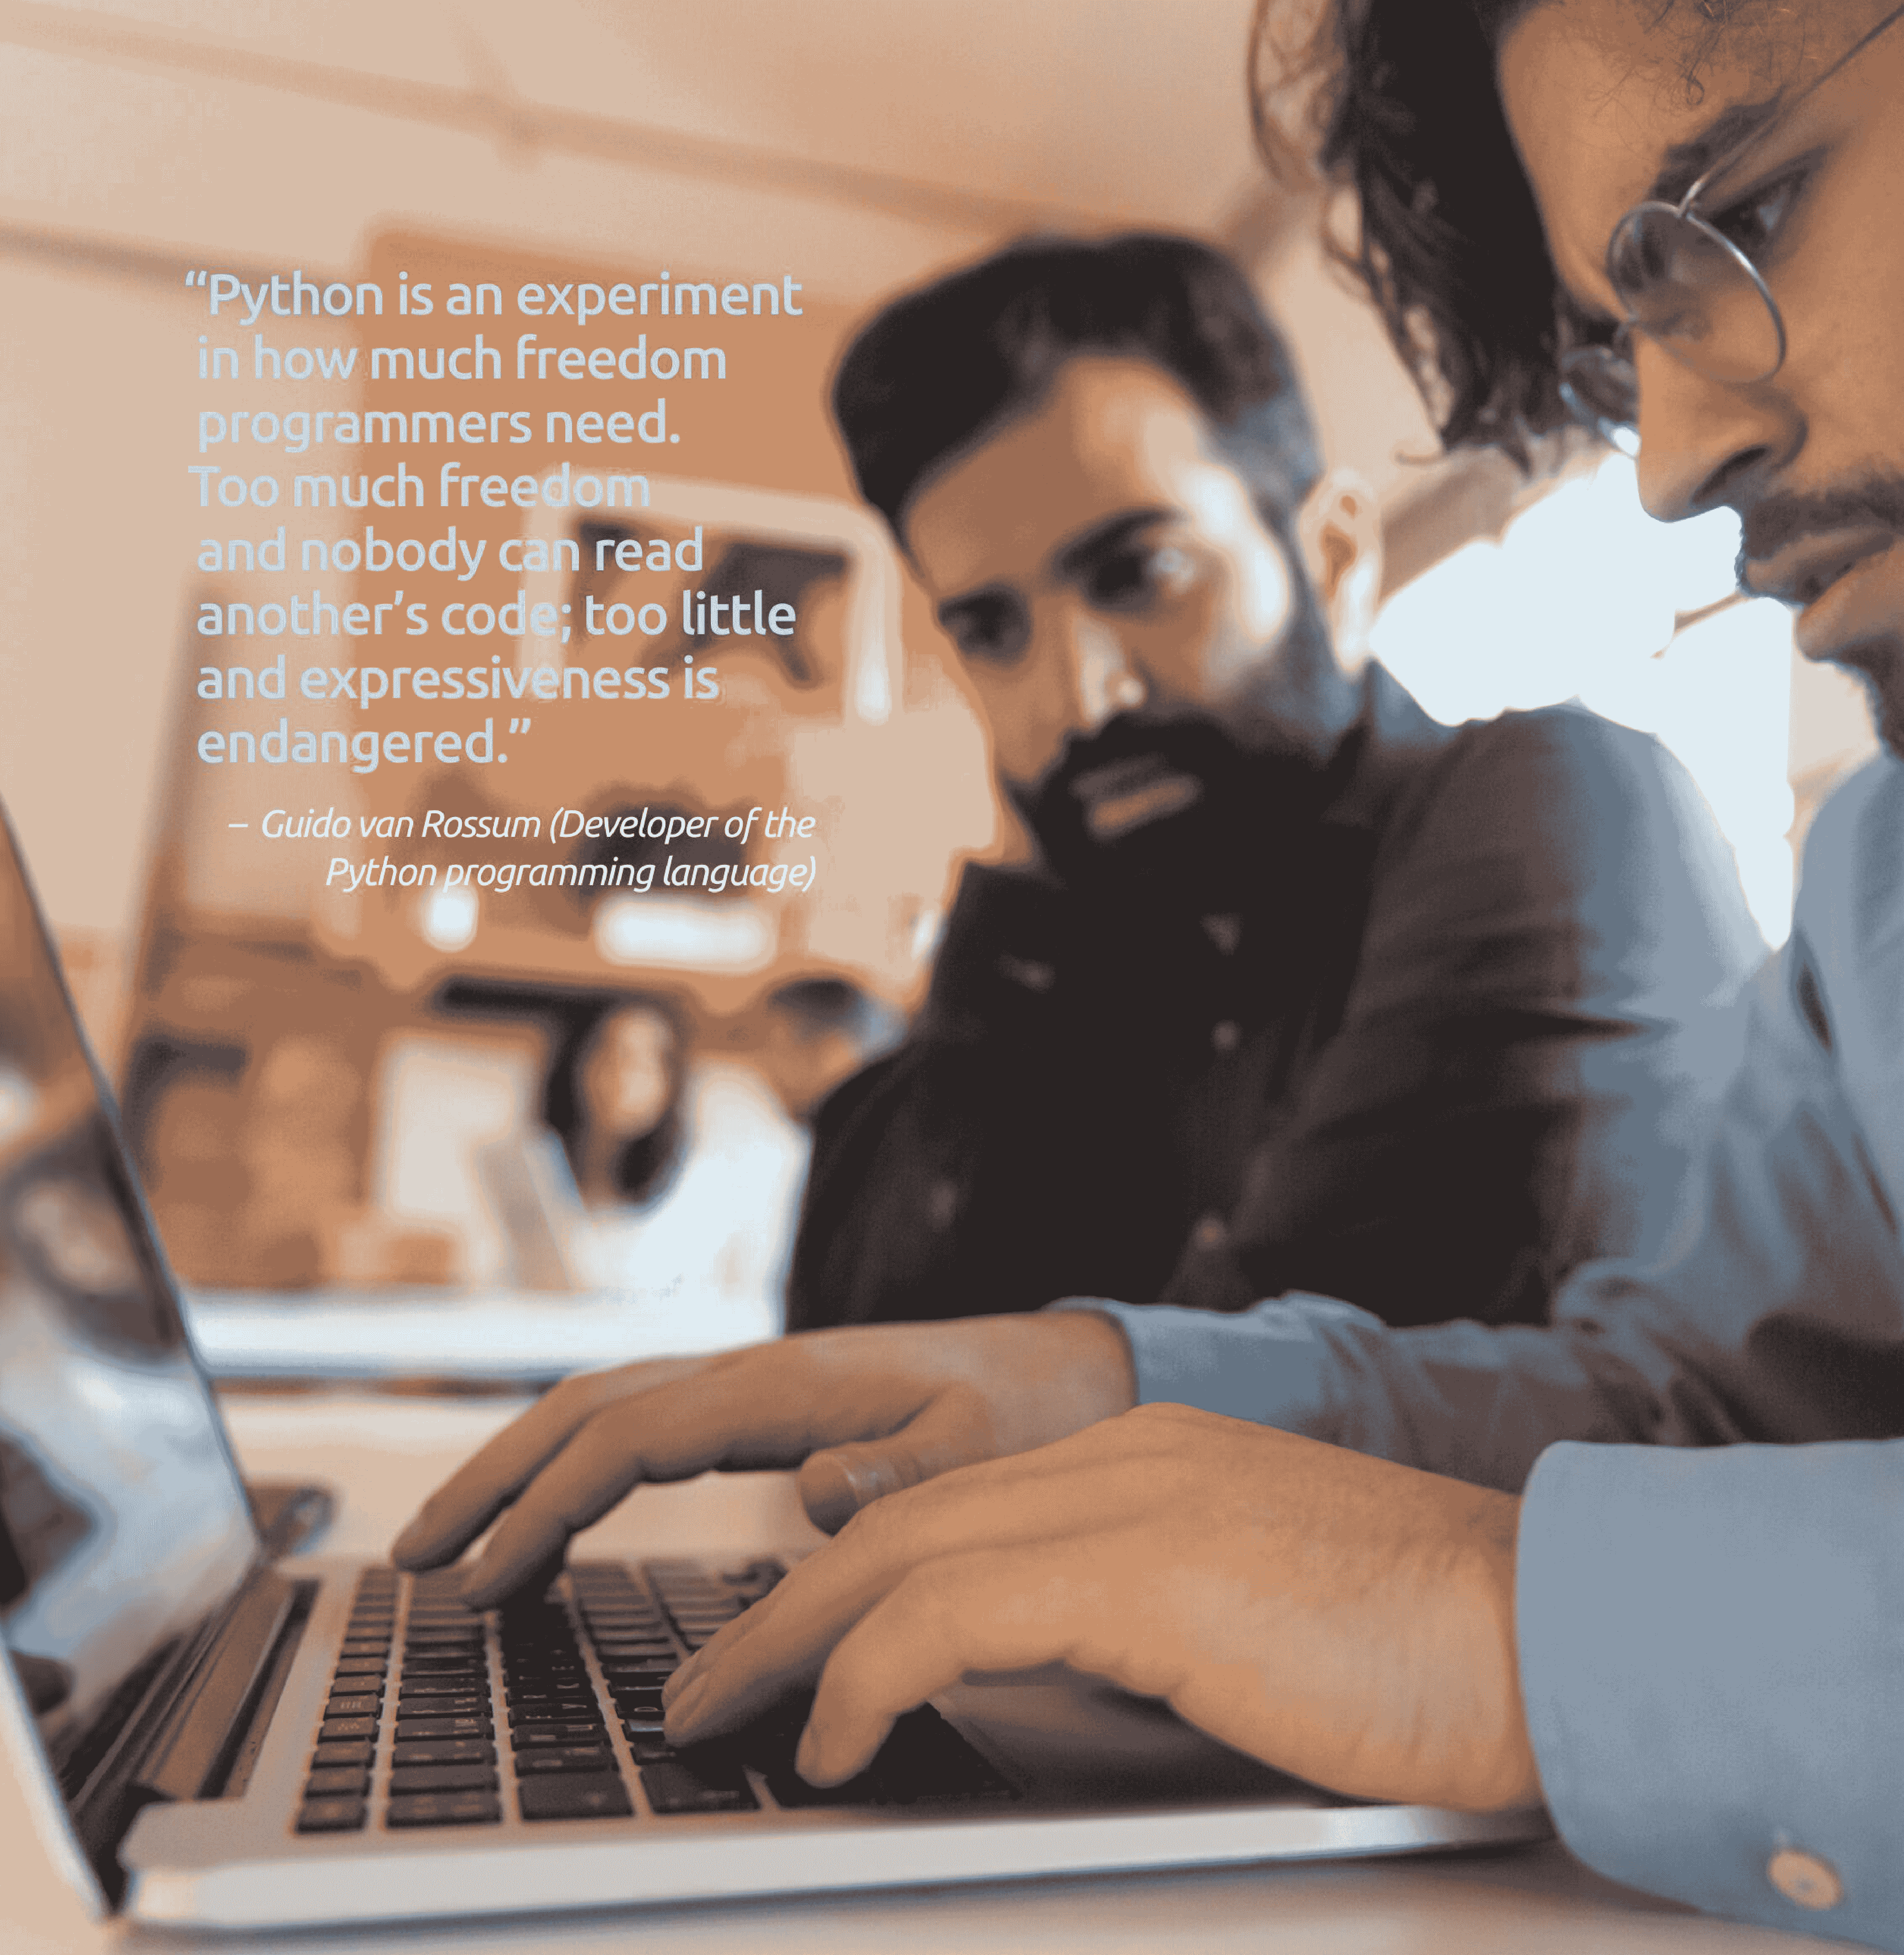 “Python is an experiment
in how much freedom
programmers need.
Too much freedom
and nobody can read
another’s code; too little
and expressiveness is
endangered.”
– Guido van Rossum (Developer of the
Python programming language)